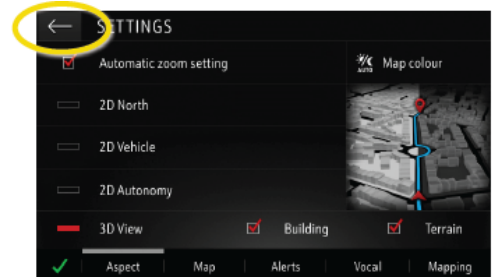 SETTINGS
Automatic zoom setting
AUTO Map colour
2D North
2D Vehicle
2D Autonomy
3D View Building Terrain
Aspect Map Alerts Vocal Mapping